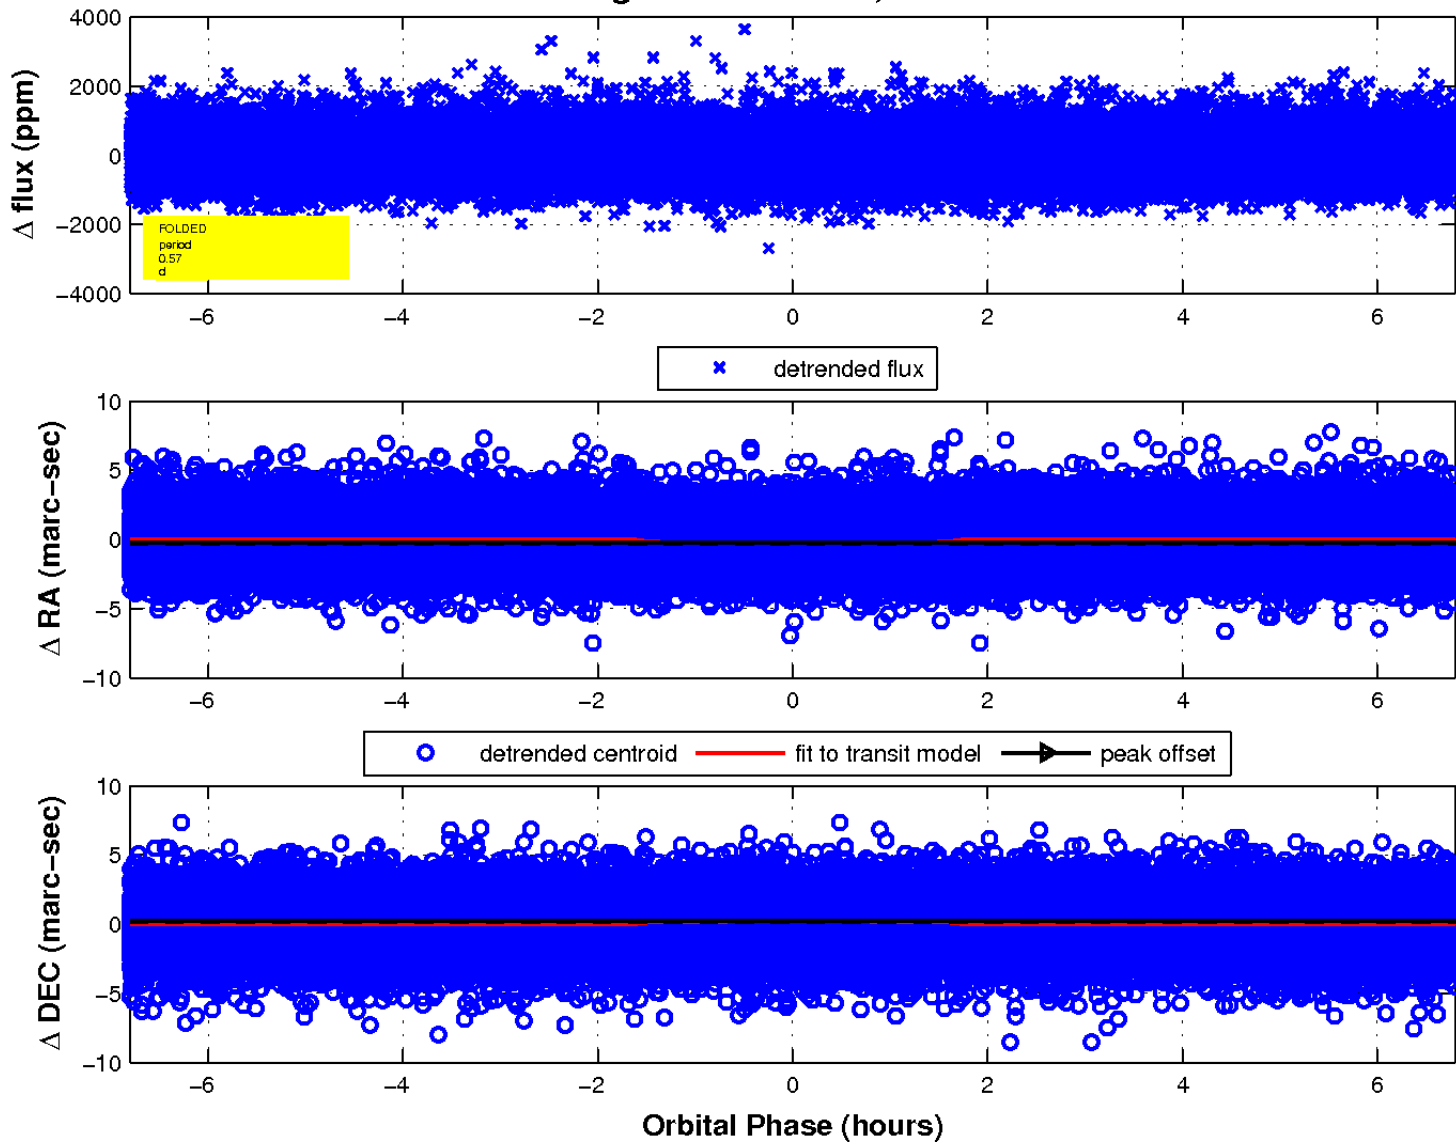 4000
2000
0
−2000
−4000
Δ flux (ppm)
FOLDED
period
0.57
d
−6 −4 −2 0 2 4 6
detrended flux
10
5
0
−5
−10
Δ RA (marc−sec)
−6 −4 −2 0 2 4 6
detrended centroid fit to transit model peak offset
10
5
0
−5
−10
Δ DEC (marc−sec)
−6 −4 −2 0 2 4 6
Orbital Phase (hours)